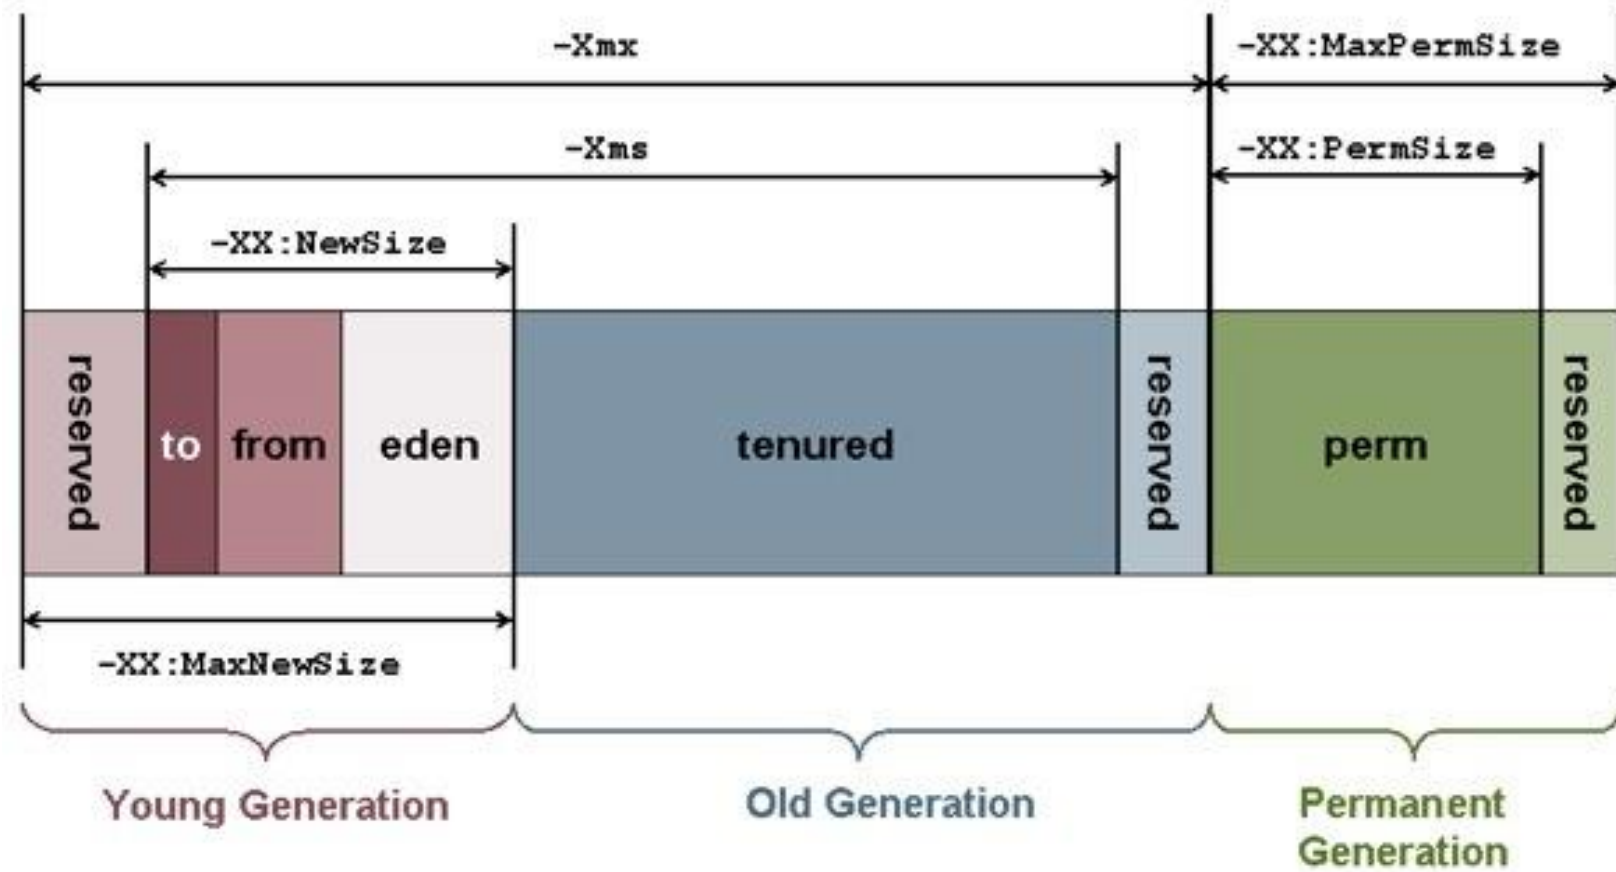 -Xmx
-XX:MaxPermSize
-Xms
-XX:PermSize
-XX:NewSize
reserved
to
from
eden
tenured
reserved
perm
reserved
-XX:MaxNewSize
Young Generation
Old Generation
Permanent
Generation